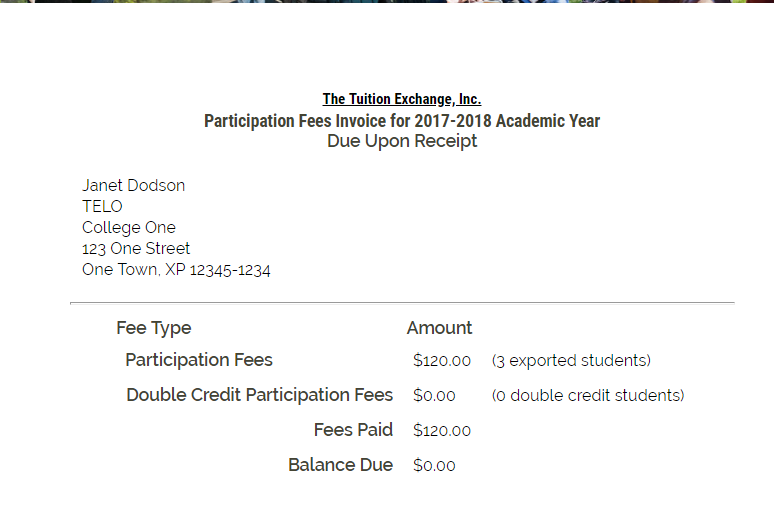 The Tuition Exchange, Inc.
Participation Fees Invoice for 2017-2018 Academic Year
Due Upon Receipt
Janet Dodson
TELO
College One
123 One Street
One Town, XP 12345-1234
Fee Type Amount
Participation Fees $120.00 (3 exported students)
Double Credit Participation Fees $0.00 (0 double credit students)
Fees Paid $120.00
Balance Due $0.00